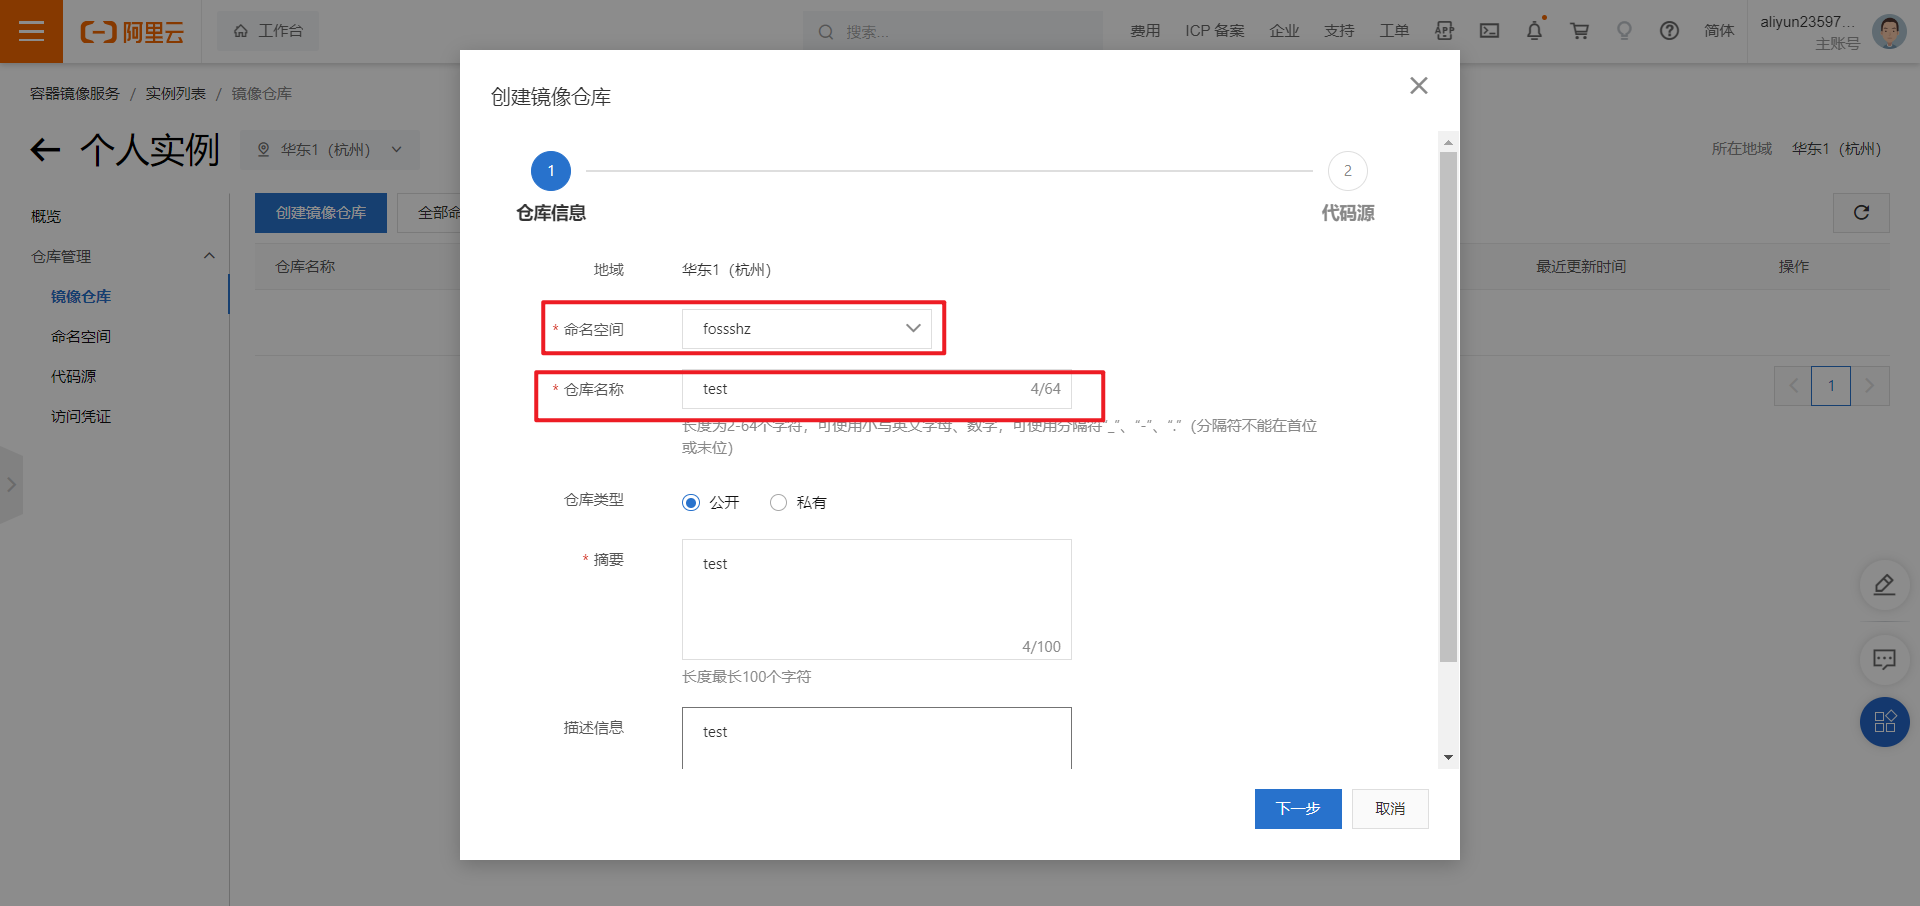 阿里云
工作台
搜索...
费用
ICP 备案
企业
支持
工单
APP
简体
aliyun23597...
主账号
容器镜像服务 / 实例列表 / 镜像仓库
个人实例
华东1（杭州）
所在地域 华东1（杭州）
概览
仓库管理
镜像仓库
命名空间
代码源
访问凭证
创建镜像仓库
全部命
仓库名称
最近更新时间
操作
1
创建镜像仓库
1
2
仓库信息
代码源
地域 华东1（杭州）
* 命名空间 fossshz
* 仓库名称 test 4/64
长度为2-64个字符，可使用小写英文字母、数字，可使用分隔符“_”、“-”、“.”（分隔符不能在首位
或末位）
仓库类型 公开 私有
* 摘要 test
4/100
长度最长100个字符
描述信息 test
下一步
取消